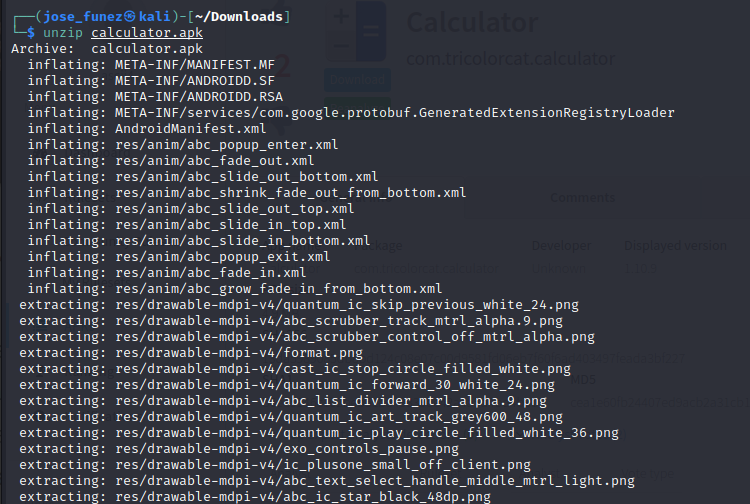 ┌──(jose_funez㉿kali)-[~/Downloads]
└─$ unzip calculator.apk
Archive:  calculator.apk
  inflating: META-INF/MANIFEST.MF
  inflating: META-INF/ANDROIDD.SF
  inflating: META-INF/ANDROIDD.RSA
  inflating: META-INF/services/com.google.protobuf.GeneratedExtensionRegistryLoader
  inflating: AndroidManifest.xml
  inflating: res/anim/abc_popup_enter.xml
  inflating: res/anim/abc_fade_out.xml
  inflating: res/anim/abc_slide_out_bottom.xml
  inflating: res/anim/abc_shrink_fade_out_from_bottom.xml
  inflating: res/anim/abc_slide_out_top.xml
  inflating: res/anim/abc_slide_in_top.xml
  inflating: res/anim/abc_slide_in_bottom.xml
  inflating: res/anim/abc_popup_exit.xml
  inflating: res/anim/abc_fade_in.xml
  inflating: res/anim/abc_grow_fade_in_from_bottom.xml
 extracting: res/drawable-mdpi-v4/quantum_ic_skip_previous_white_24.png
 extracting: res/drawable-mdpi-v4/abc_scrubber_track_mtrl_alpha.9.png
 extracting: res/drawable-mdpi-v4/abc_scrubber_control_off_mtrl_alpha.png
 extracting: res/drawable-mdpi-v4/format.png
 extracting: res/drawable-mdpi-v4/cast_ic_stop_circle_filled_white.png
 extracting: res/drawable-mdpi-v4/quantum_ic_forward_30_white_24.png
 extracting: res/drawable-mdpi-v4/abc_list_divider_mtrl_alpha.9.png
 extracting: res/drawable-mdpi-v4/quantum_ic_art_track_grey600_48.png
 extracting: res/drawable-mdpi-v4/quantum_ic_play_circle_filled_white_36.png
 extracting: res/drawable-mdpi-v4/exo_controls_pause.png
 extracting: res/drawable-mdpi-v4/ic_plusone_small_off_client.png
 extracting: res/drawable-mdpi-v4/abc_text_select_handle_middle_mtrl_light.png
 extracting: res/drawable-mdpi-v4/abc_ic_star_black_48dp.png
Calculator
com.tricolorcat.calculator
Comments
Package
Developer
Displayed version
MD5